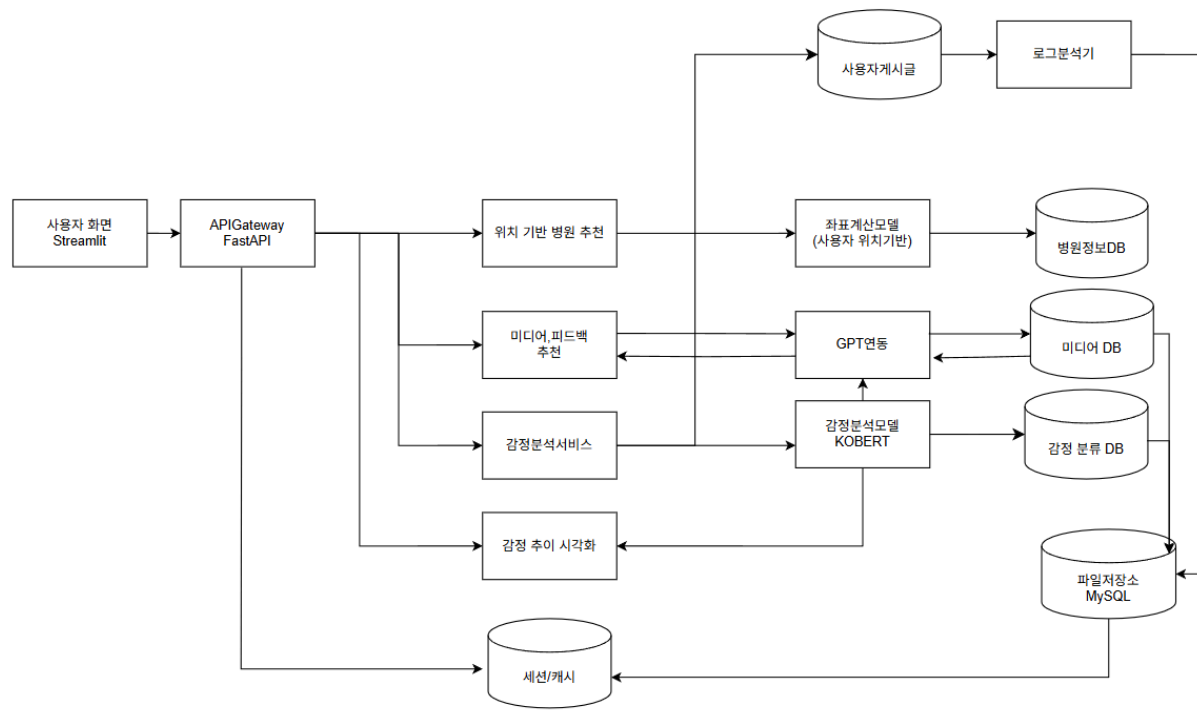 사용자게시글
로그분석기
사용자 화면
Streamlit
APIGateway
FastAPI
위치 기반 병원 추천
좌표계산모델
(사용자 위치기반)
병원정보DB
미디어,피드백
추천
GPT연동
미디어 DB
감정분석서비스
감정분석모델
KOBERT
감정 분류 DB
감정 추이 시각화
파일저장소
MySQL
세션/캐시